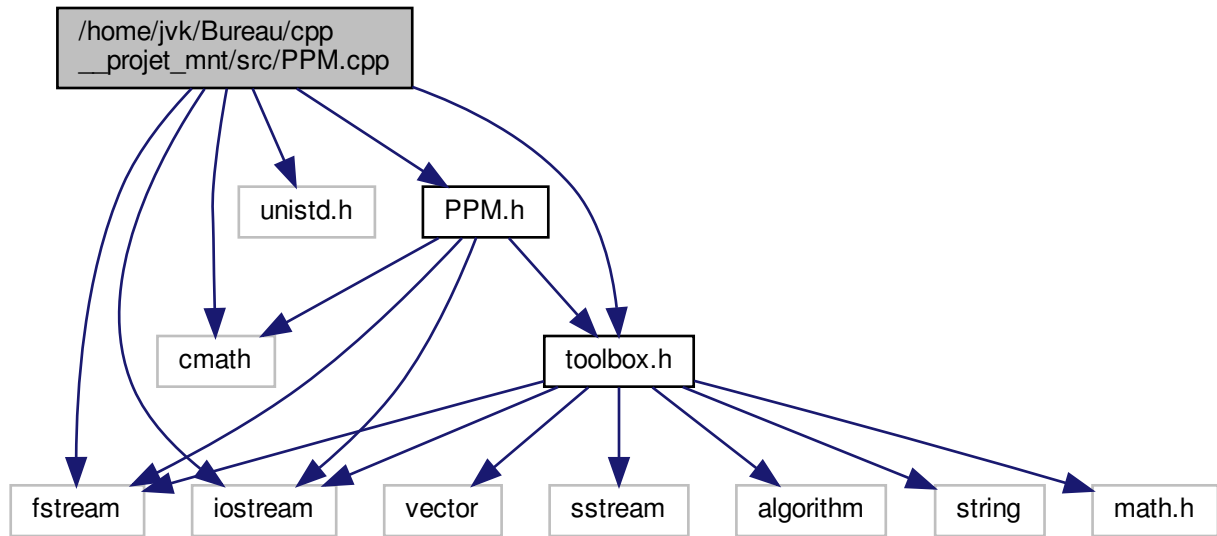 /home/jvk/Bureau/cpp
__projet_mnt/src/PPM.cpp
unistd.h
PPM.h
cmath
toolbox.h
fstream
iostream
vector
sstream
algorithm
string
math.h